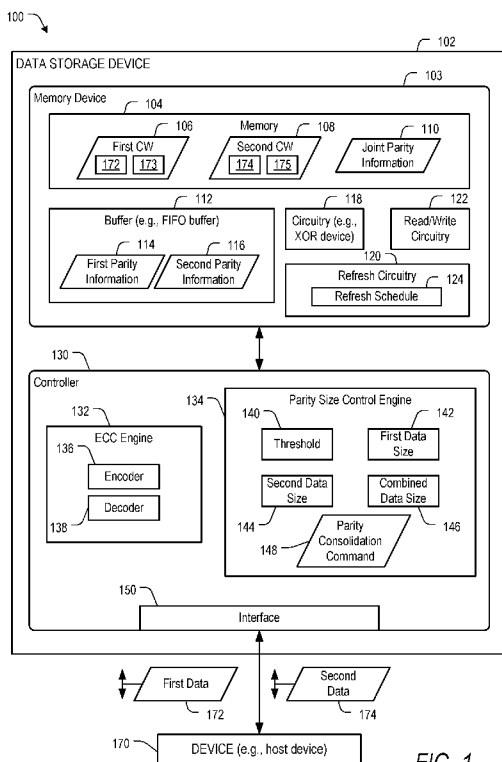 100
102
DATA STORAGE DEVICE
103
Memory Device
104
106
Memory
108
110
First CW
172 173
Second CW
174 175
Joint Parity
Information
112
Buffer (e.g., FIFO buffer)
114
116
First Parity
Information
Second Parity
Information
118
Circuitry (e.g.,
XOR device)
122
Read/Write
Circuitry
120
Refresh Circuitry
124
Refresh Schedule
130
Controller
132
ECC Engine
136
Encoder
Decoder
138
134
Parity Size Control Engine
140
142
Threshold
First Data
Size
Second Data
Size
Combined
Data Size
144
146
148
Parity
Consolidation
Command
150
Interface
First Data
172
Second
Data
174
170
DEVICE (e.g., host device)
FIG. 1